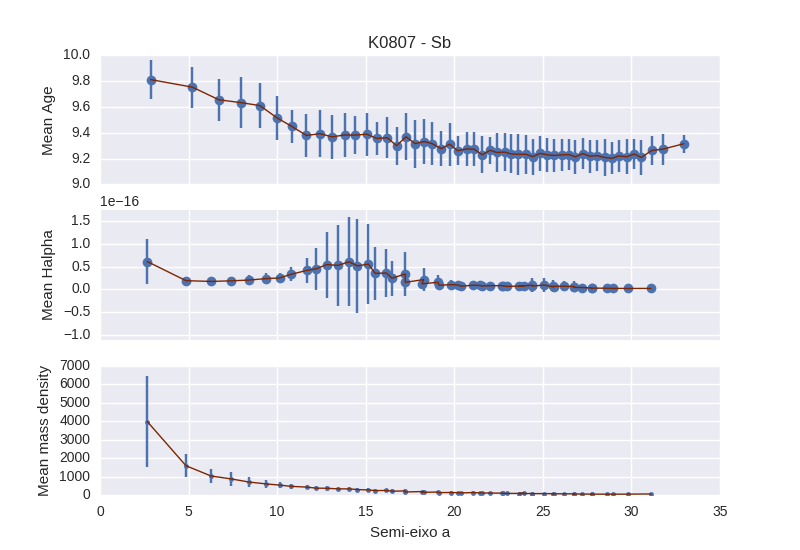 K0807 - Sb
Mean Age
10.0
9.8
9.6
9.4
9.2
9.0
1e−16
Mean Halpha
1.5
1.0
0.5
0.0
−0.5
−1.0
Mean mass density
7000
6000
5000
4000
3000
2000
1000
0
0 5 10 15 20 25 30 35
Semi-eixo a